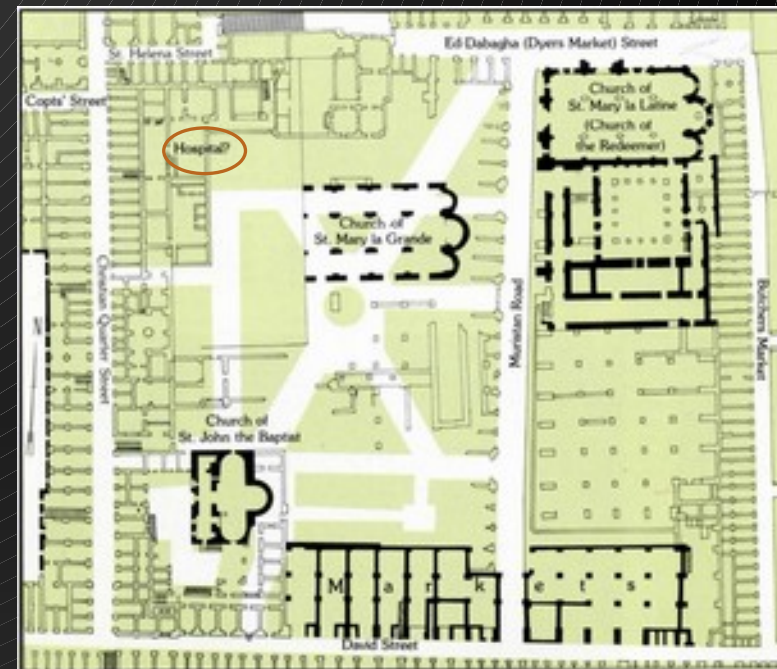 St. Helena Street
Ed-Dabagha (Dyers Market) Street
Copts' Street
Church of
St. Mary la Latine
(Church of
the Redeemer)
Hospital?
Church of
St. Mary la Grande
Christian Quarter Street
Muristan Road
Butchers Market
N
Church of
St. John the Baptist
Markets
David Street